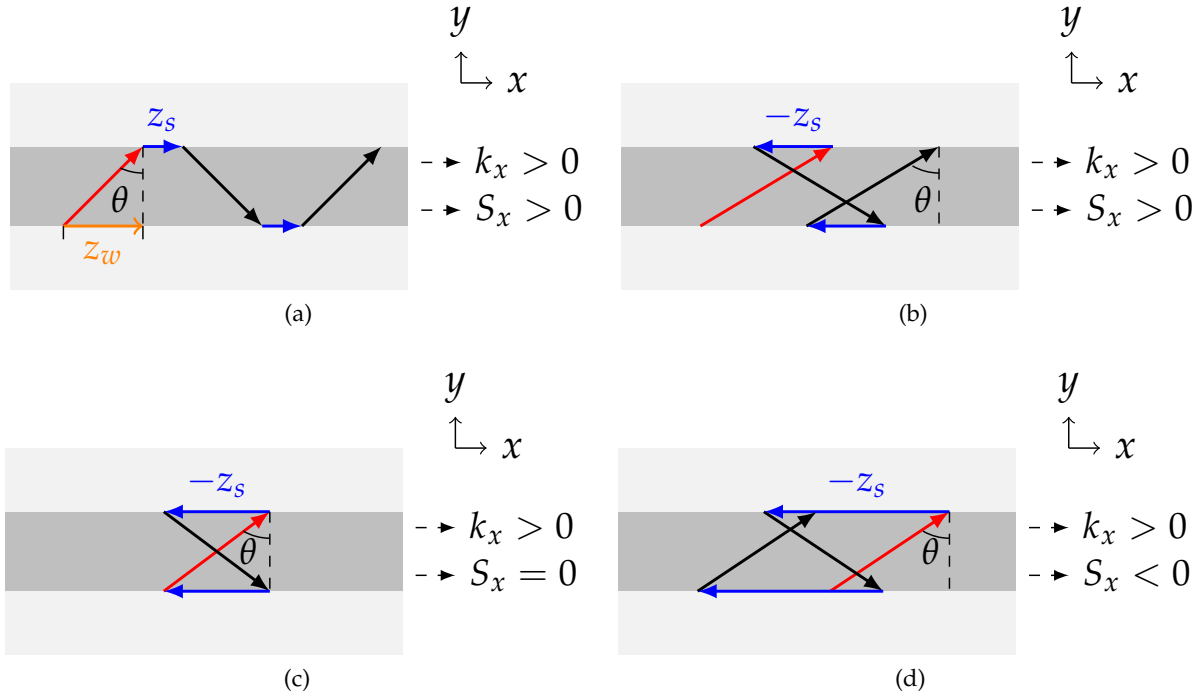 y
x
z_s
θ
z_w
k_x > 0
S_x > 0
(a)
y
x
−z_s
θ
k_x > 0
S_x > 0
(b)
y
x
−z_s
θ
k_x > 0
S_x = 0
(c)
y
x
−z_s
θ
k_x > 0
S_x < 0
(d)